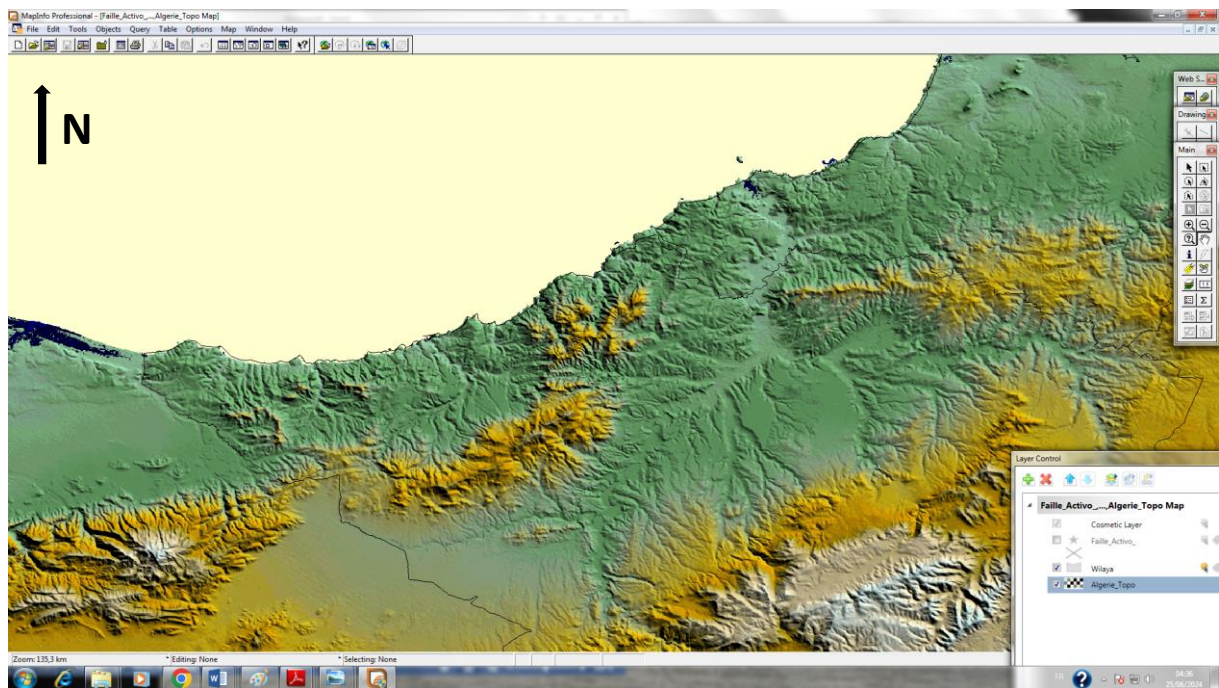 MapInfo Professional - [Faille_Activo_,...,Algerie_Topo Map]
File Edit Tools Objects Query Table Options Map Window Help
N
Web S...
Drawing
Main
Layer Control
Faille_Activo_,...,Algerie_Topo Map
Cosmetic Layer
Faille_Activo_
Wilaya
Algerie_Topo
Zoom: 135,3 km
Editing: None
Selecting: None
FR
04:36
25/06/2024